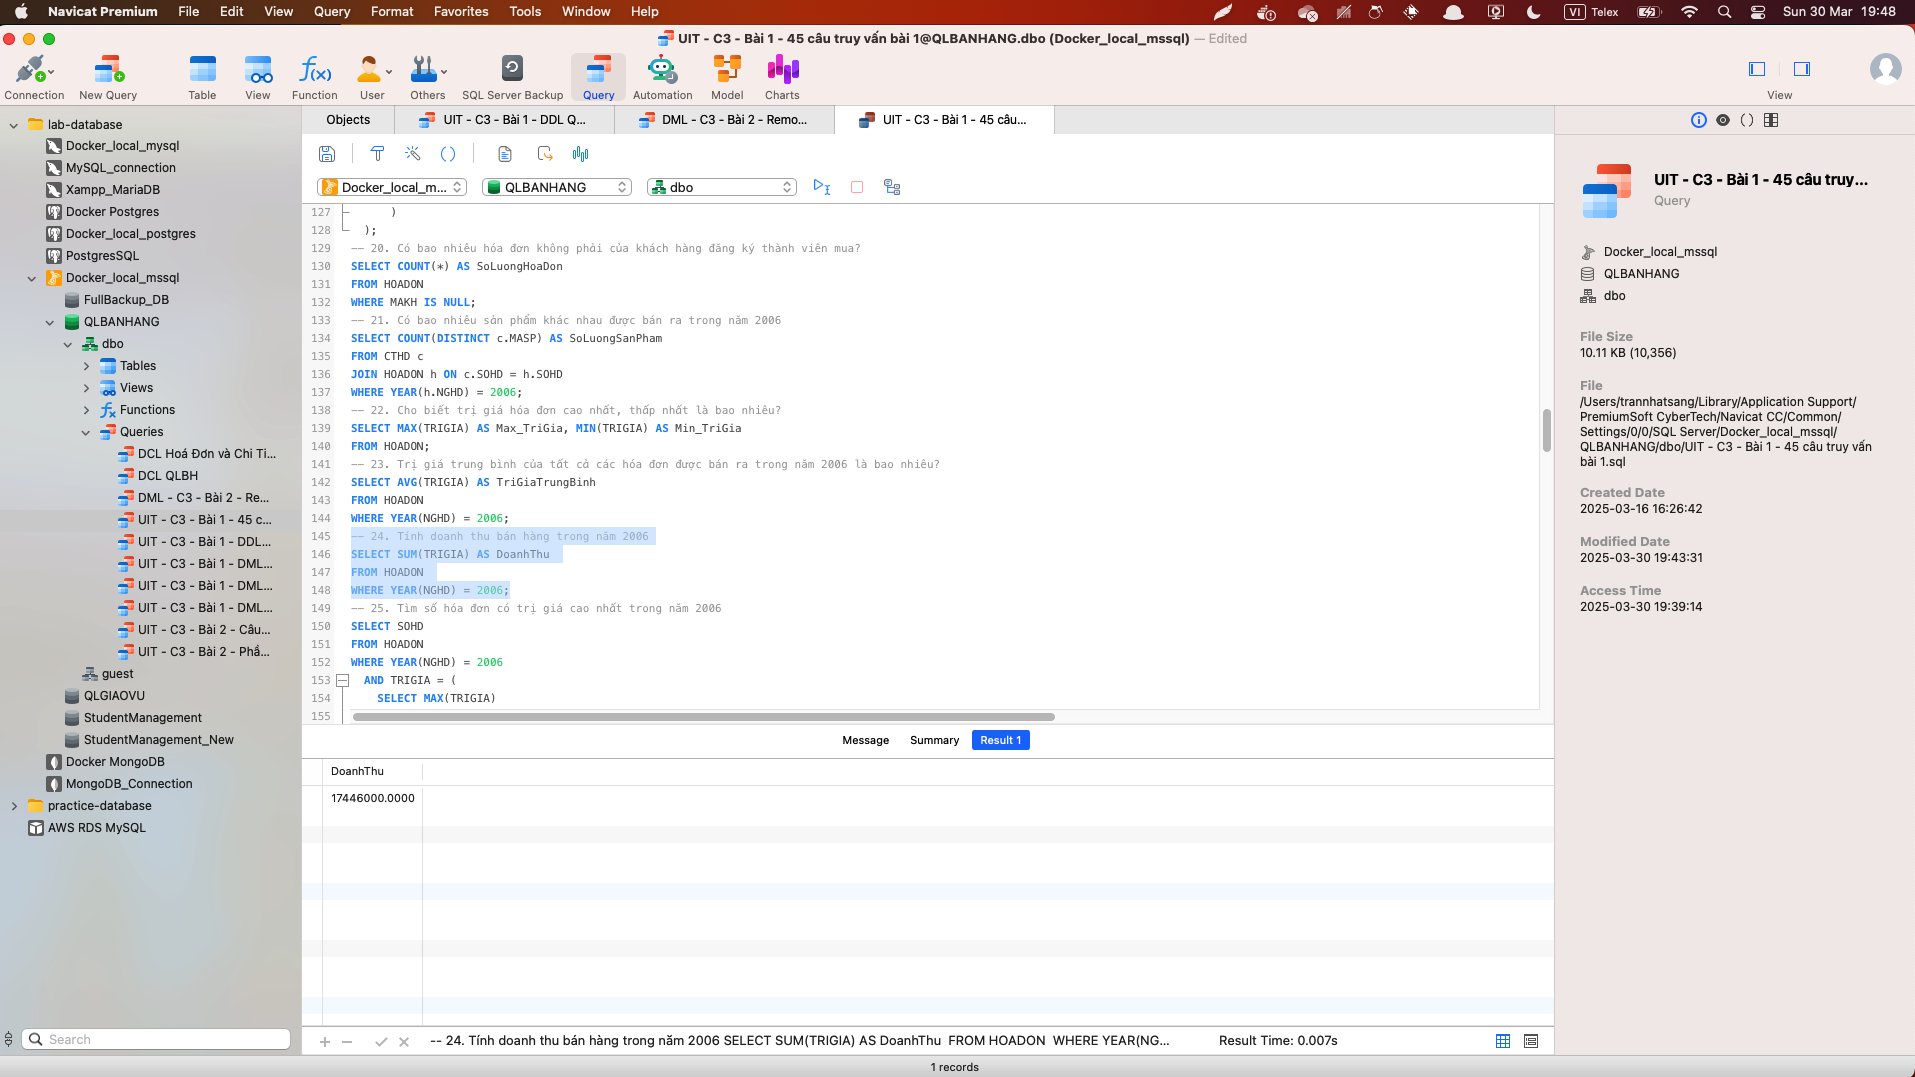 Navicat Premium File Edit View Query Format Favorites Tools Window Help VI Telex Sun 30 Mar 19:48
UIT - C3 - Bài 1 - 45 câu truy vấn bài 1@QLBANHANG.dbo (Docker_local_mssql) — Edited
Connection New Query Table View Function User Others SQL Server Backup Query Automation Model Charts View
lab-database
Docker_local_mysql
MySQL_connection
Xampp_MariaDB
Docker Postgres
Docker_local_postgres
PostgresSQL
Docker_local_mssql
FullBackup_DB
QLBANHANG
dbo
Tables
Views
Functions
Queries
DCL Hoá Đơn và Chi Ti...
DCL QLBH
DML - C3 - Bài 2 - Re...
UIT - C3 - Bài 1 - 45 c...
UIT - C3 - Bài 1 - DDL...
UIT - C3 - Bài 1 - DML...
UIT - C3 - Bài 1 - DML...
UIT - C3 - Bài 1 - DML...
UIT - C3 - Bài 2 - Câu...
UIT - C3 - Bài 2 - Phầ...
guest
QLGIAOVU
StudentManagement
StudentManagement_New
Docker MongoDB
MongoDB_Connection
practice-database
AWS RDS MySQL
Search
Objects UIT - C3 - Bài 1 - DDL Q... DML - C3 - Bài 2 - Remo... UIT - C3 - Bài 1 - 45 câu...
Docker_local_m... QLBANHANG dbo
127 )
128 );
129 -- 20. Có bao nhiêu hóa đơn không phải của khách hàng đăng ký thành viên mua?
130 SELECT COUNT(*) AS SoLuongHoaDon
131 FROM HOADON
132 WHERE MAKH IS NULL;
133 -- 21. Có bao nhiêu sản phẩm khác nhau được bán ra trong năm 2006
134 SELECT COUNT(DISTINCT c.MASP) AS SoLuongSanPham
135 FROM CTHD c
136 JOIN HOADON h ON c.SOHD = h.SOHD
137 WHERE YEAR(h.NGHD) = 2006;
138 -- 22. Cho biết trị giá hóa đơn cao nhất, thấp nhất là bao nhiêu?
139 SELECT MAX(TRIGIA) AS Max_TriGia, MIN(TRIGIA) AS Min_TriGia
140 FROM HOADON;
141 -- 23. Trị giá trung bình của tất cả các hóa đơn được bán ra trong năm 2006 là bao nhiêu?
142 SELECT AVG(TRIGIA) AS TriGiaTrungBinh
143 FROM HOADON
144 WHERE YEAR(NGHD) = 2006;
145 -- 24. Tính doanh thu bán hàng trong năm 2006
146 SELECT SUM(TRIGIA) AS DoanhThu
147 FROM HOADON
148 WHERE YEAR(NGHD) = 2006;
149 -- 25. Tìm số hóa đơn có trị giá cao nhất trong năm 2006
150 SELECT SOHD
151 FROM HOADON
152 WHERE YEAR(NGHD) = 2006
153 AND TRIGIA = (
154 SELECT MAX(TRIGIA)
155
Message Summary Result 1
DoanhThu
17446000.0000
-- 24. Tính doanh thu bán hàng trong năm 2006 SELECT SUM(TRIGIA) AS DoanhThu FROM HOADON WHERE YEAR(NG... Result Time: 0.007s
1 records
UIT - C3 - Bài 1 - 45 câu truy...
Query
Docker_local_mssql
QLBANHANG
dbo
File Size
10.11 KB (10,356)
File
/Users/trannhatsang/Library/Application Support/
PremiumSoft CyberTech/Navicat CC/Common/
Settings/0/0/SQL Server/Docker_local_mssql/
QLBANHANG/dbo/UIT - C3 - Bài 1 - 45 câu truy vấn
bài 1.sql
Created Date
2025-03-16 16:26:42
Modified Date
2025-03-30 19:43:31
Access Time
2025-03-30 19:39:14